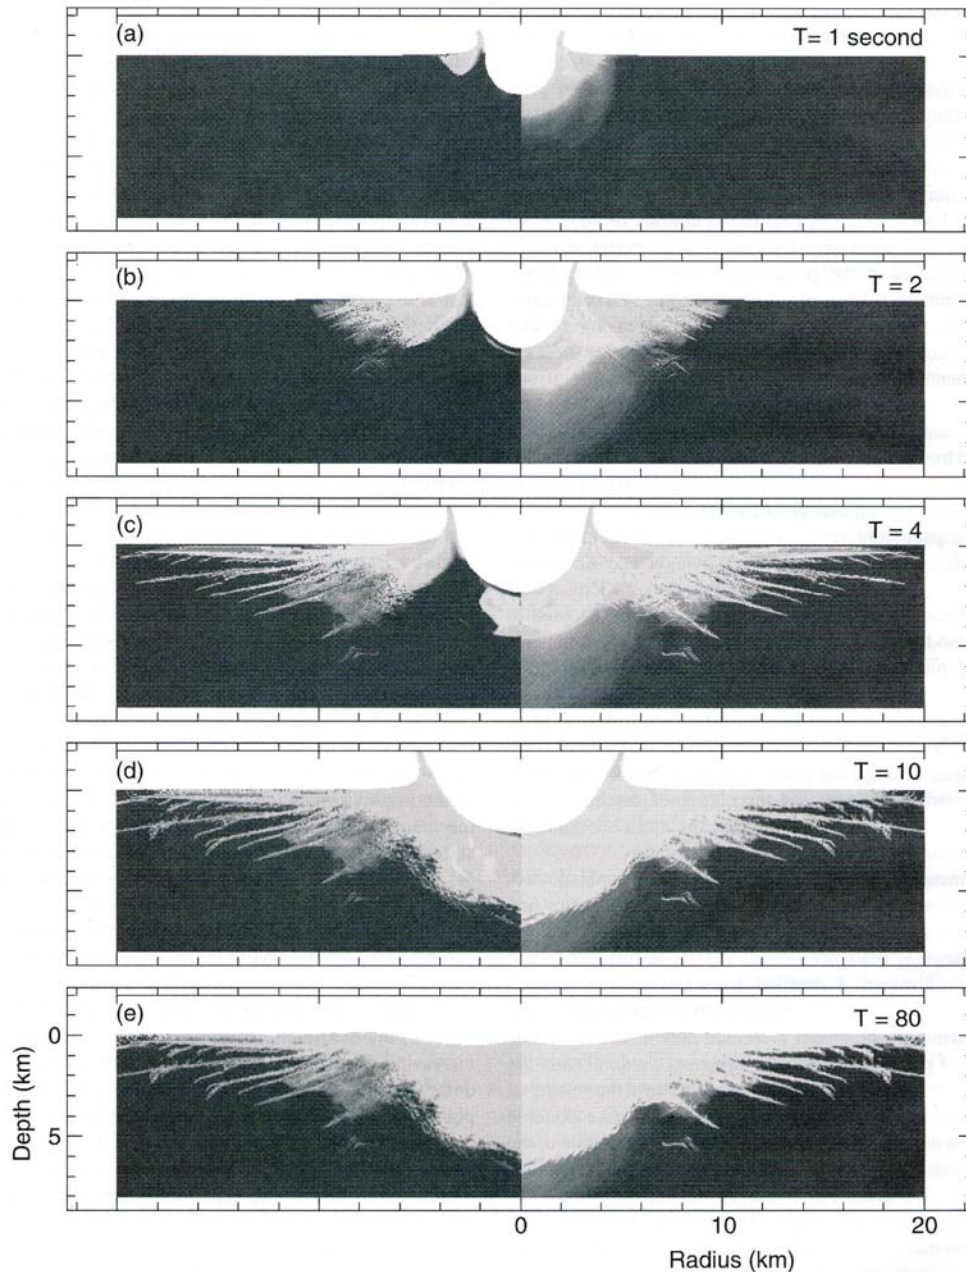 (a)
T= 1 second
(b)
T = 2
(c)
T = 4
(d)
T = 10
(e)
T = 80
0
5
Depth (km)
0
10
20
Radius (km)